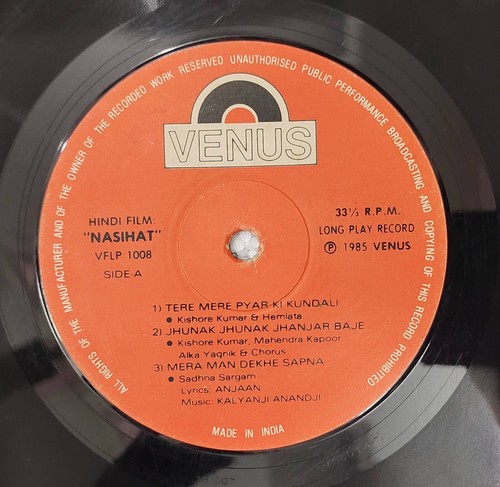 ALL RIGHTS OF THE MANUFACTURER AND OF THE OWNER OF THE RECORDED WORK RESERVED UNAUTHORISED PUBLIC PERFORMANCE BROADCASTING AND COPYING OF THIS RECORD PROHIBITED
VENUS
HINDI FILM:
"NASIHAT"
VFLP 1008
SIDE A
33⅓ R.P.M.
LONG PLAY RECORD
Ⓟ 1985 VENUS
1) TERE MERE PYAR KI KUNDALI
● Kishore Kumar & Hemlata
2) JHUNAK JHUNAK JHANJAR BAJE
● Kishore Kumar, Mahendra Kapoor
Alka Yagnik & Chorus
3) MERA MAN DEKHE SAPNA
● Sadhna Sargam
Lyrics: ANJAAN
Music: KALYANJI ANANDJI
MADE IN INDIA